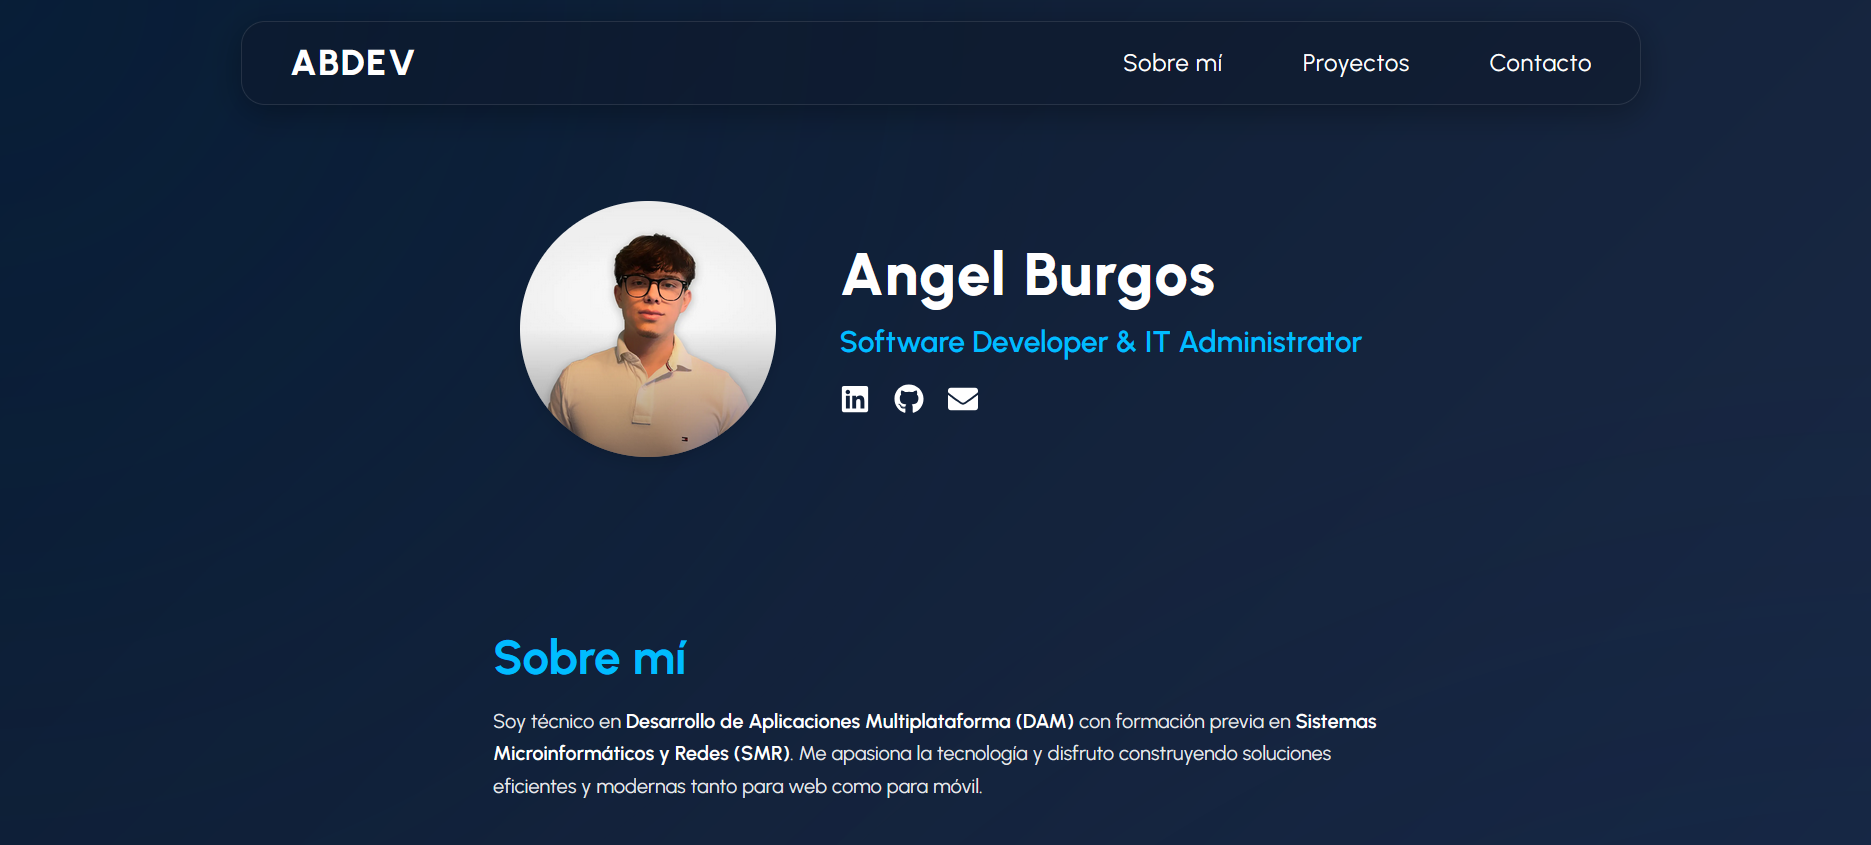 ABDEV
Sobre mí
Proyectos
Contacto
Angel Burgos
Software Developer & IT Administrator
in
Sobre mí
Soy técnico en Desarrollo de Aplicaciones Multiplataforma (DAM) con formación previa en Sistemas
Microinformáticos y Redes (SMR). Me apasiona la tecnología y disfruto construyendo soluciones
eficientes y modernas tanto para web como para móvil.